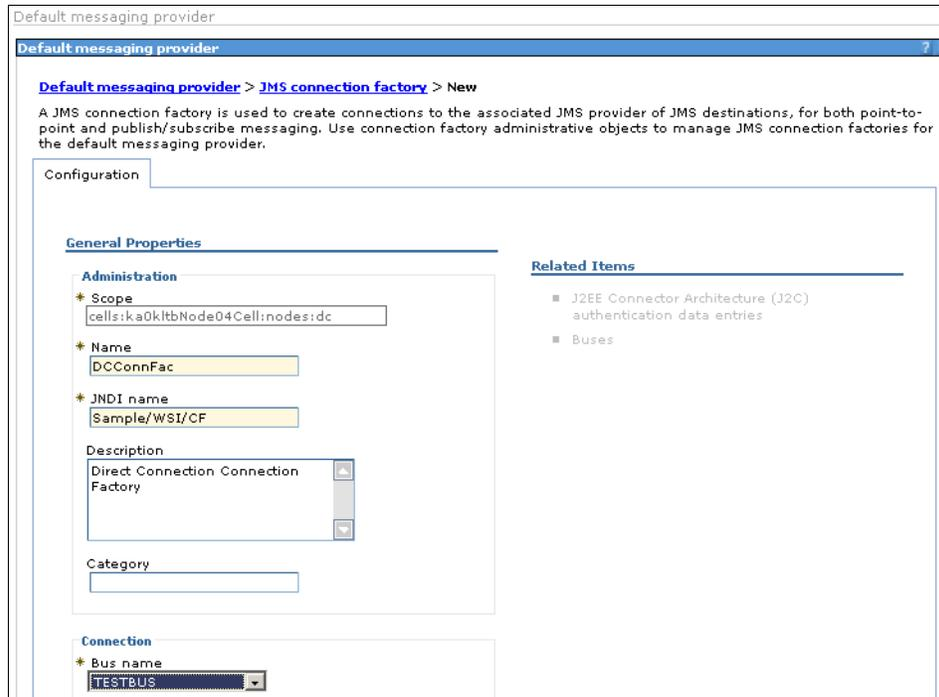 Default messaging provider
Default messaging provider ?
Default messaging provider > JMS connection factory > New
A JMS connection factory is used to create connections to the associated JMS provider of JMS destinations, for both point-to-
point and publish/subscribe messaging. Use connection factory administrative objects to manage JMS connection factories for
the default messaging provider.
Configuration
General Properties
Administration
* Scope
cells:ka0kltbNode04Cell:nodes:dc
* Name
DCConnFac
* JNDI name
Sample/WSI/CF
Description
Direct Connection Connection
Factory
Category
Connection
* Bus name
TESTBUS
Related Items
J2EE Connector Architecture (J2C)
authentication data entries
Buses